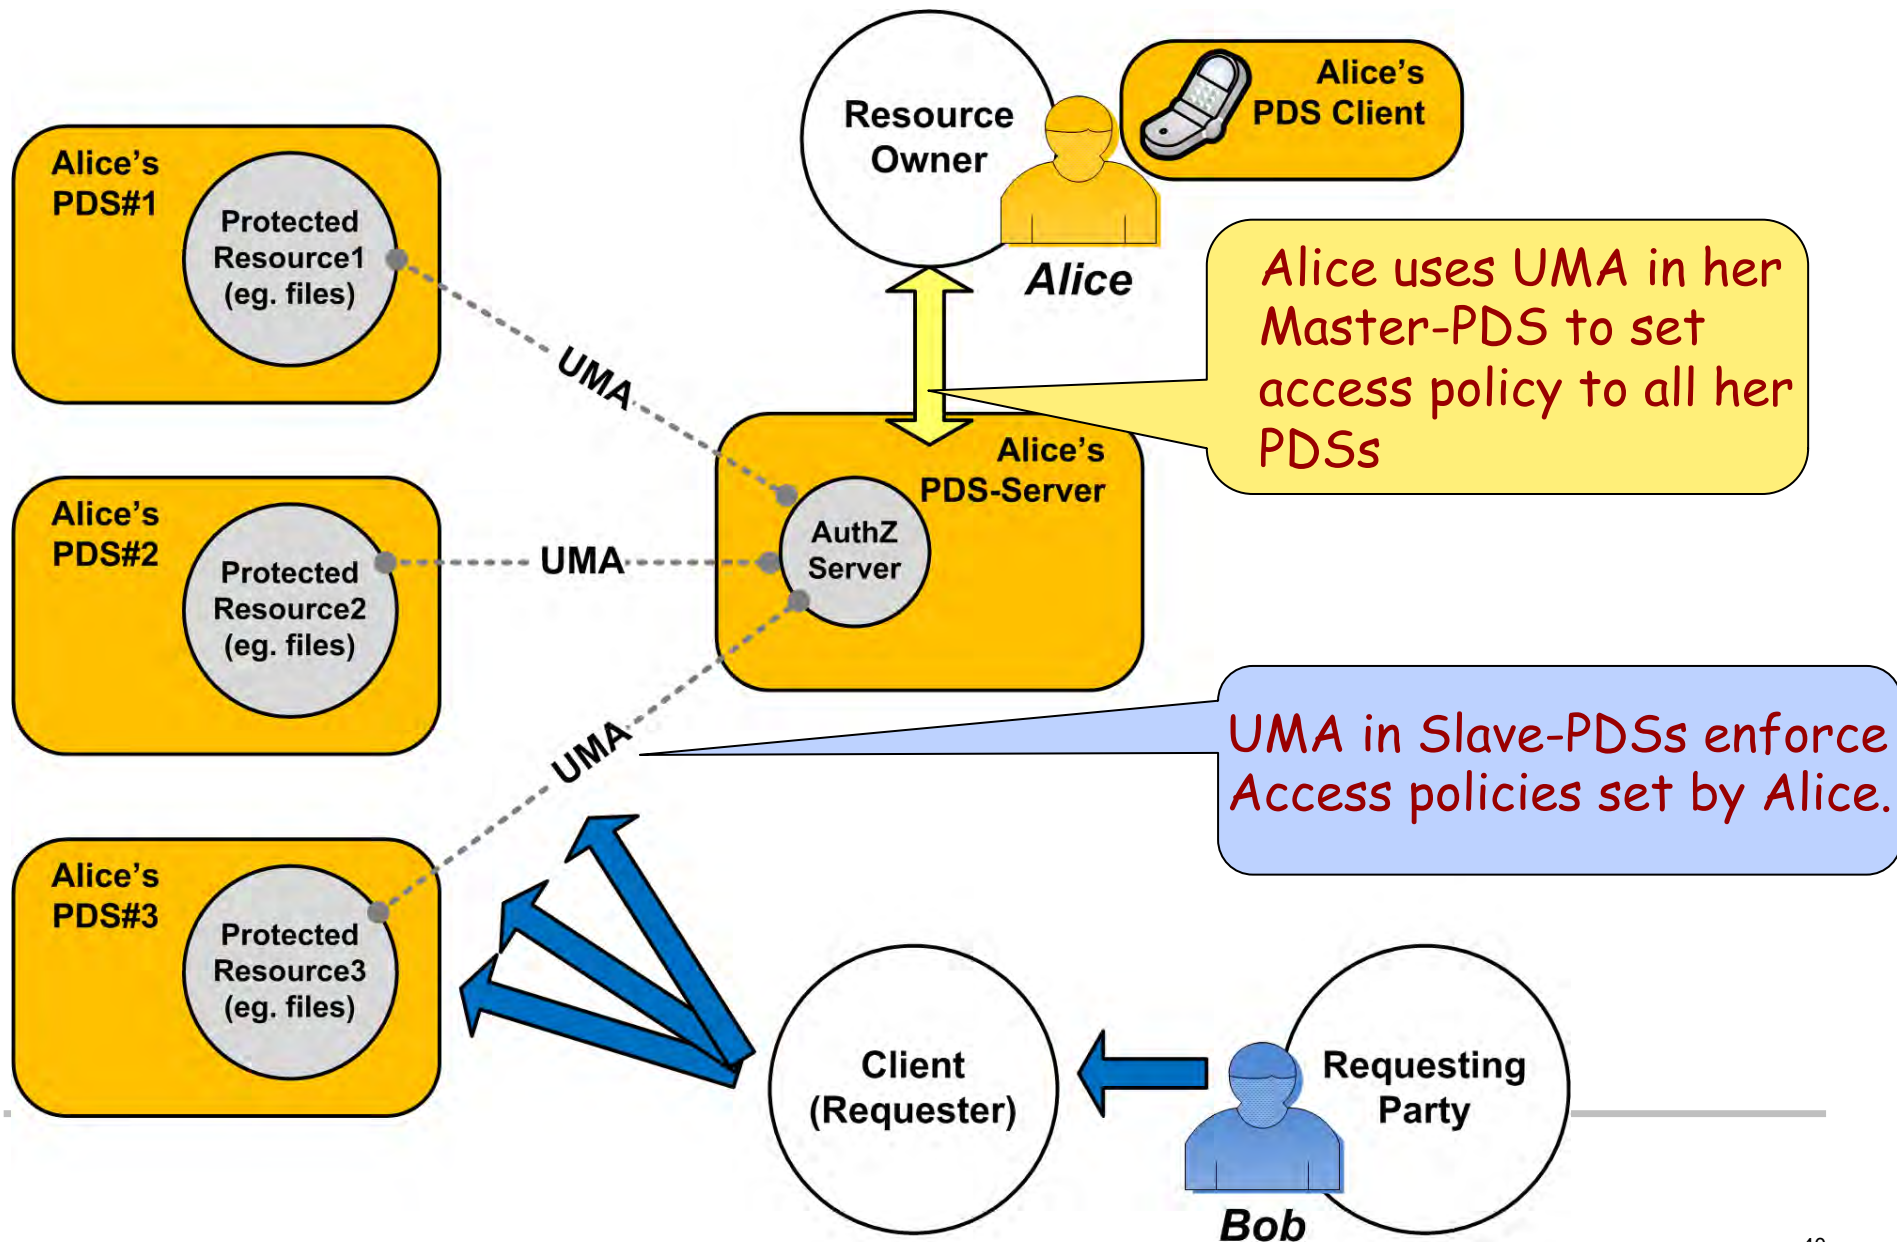 Resource
Owner
Alice
Alice's
PDS Client
Alice's
PDS#1
Protected
Resource1
(eg. files)
UMA
Alice uses UMA in her
Master-PDS to set
access policy to all her
PDSs
Alice's
PDS-Server
AuthZ
Server
Alice's
PDS#2
Protected
Resource2
(eg. files)
UMA
UMA
UMA in Slave-PDSs enforce
Access policies set by Alice.
Alice's
PDS#3
Protected
Resource3
(eg. files)
Client
(Requester)
Requesting
Party
Bob